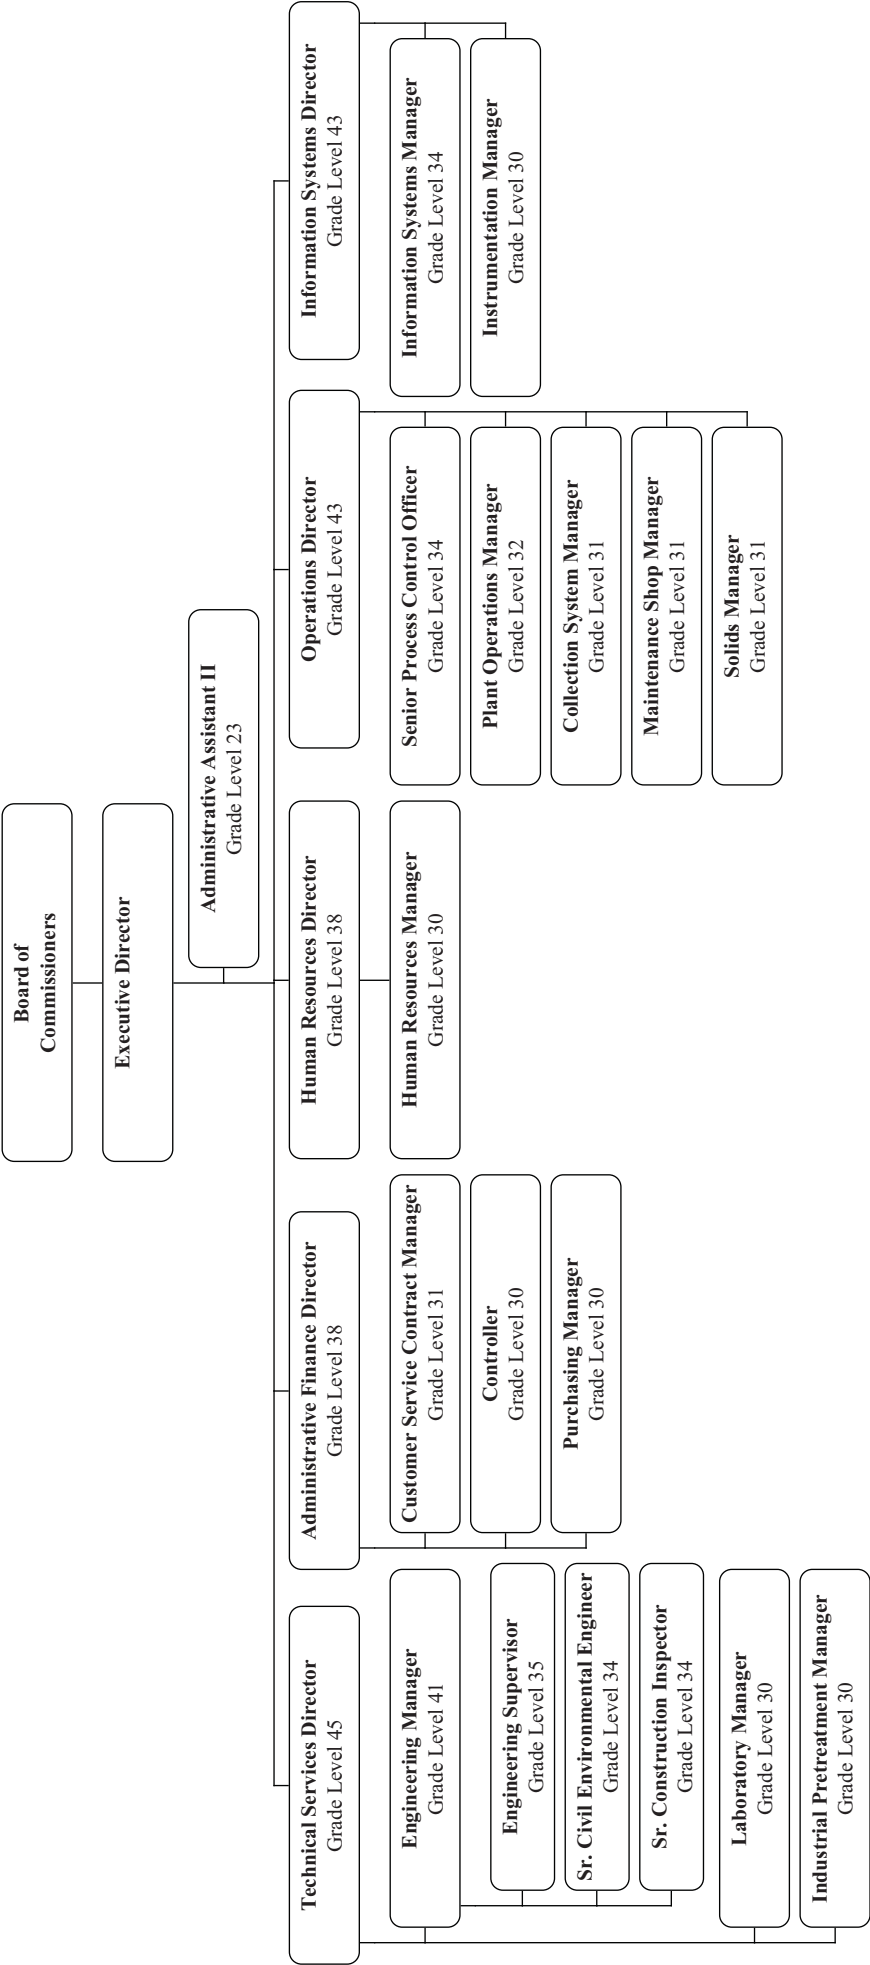 Board of
Commissioners
Executive Director
Administrative Assistant II
Grade Level 23
Technical Services Director
Grade Level 45
Engineering Manager
Grade Level 41
Engineering Supervisor
Grade Level 35
Sr. Civil Environmental Engineer
Grade Level 34
Sr. Construction Inspector
Grade Level 34
Laboratory Manager
Grade Level 30
Industrial Pretreatment Manager
Grade Level 30
Administrative Finance Director
Grade Level 38
Customer Service Contract Manager
Grade Level 31
Controller
Grade Level 30
Purchasing Manager
Grade Level 30
Human Resources Director
Grade Level 38
Human Resources Manager
Grade Level 30
Operations Director
Grade Level 43
Senior Process Control Officer
Grade Level 34
Plant Operations Manager
Grade Level 32
Collection System Manager
Grade Level 31
Maintenance Shop Manager
Grade Level 31
Solids Manager
Grade Level 31
Information Systems Director
Grade Level 43
Information Systems Manager
Grade Level 34
Instrumentation Manager
Grade Level 30